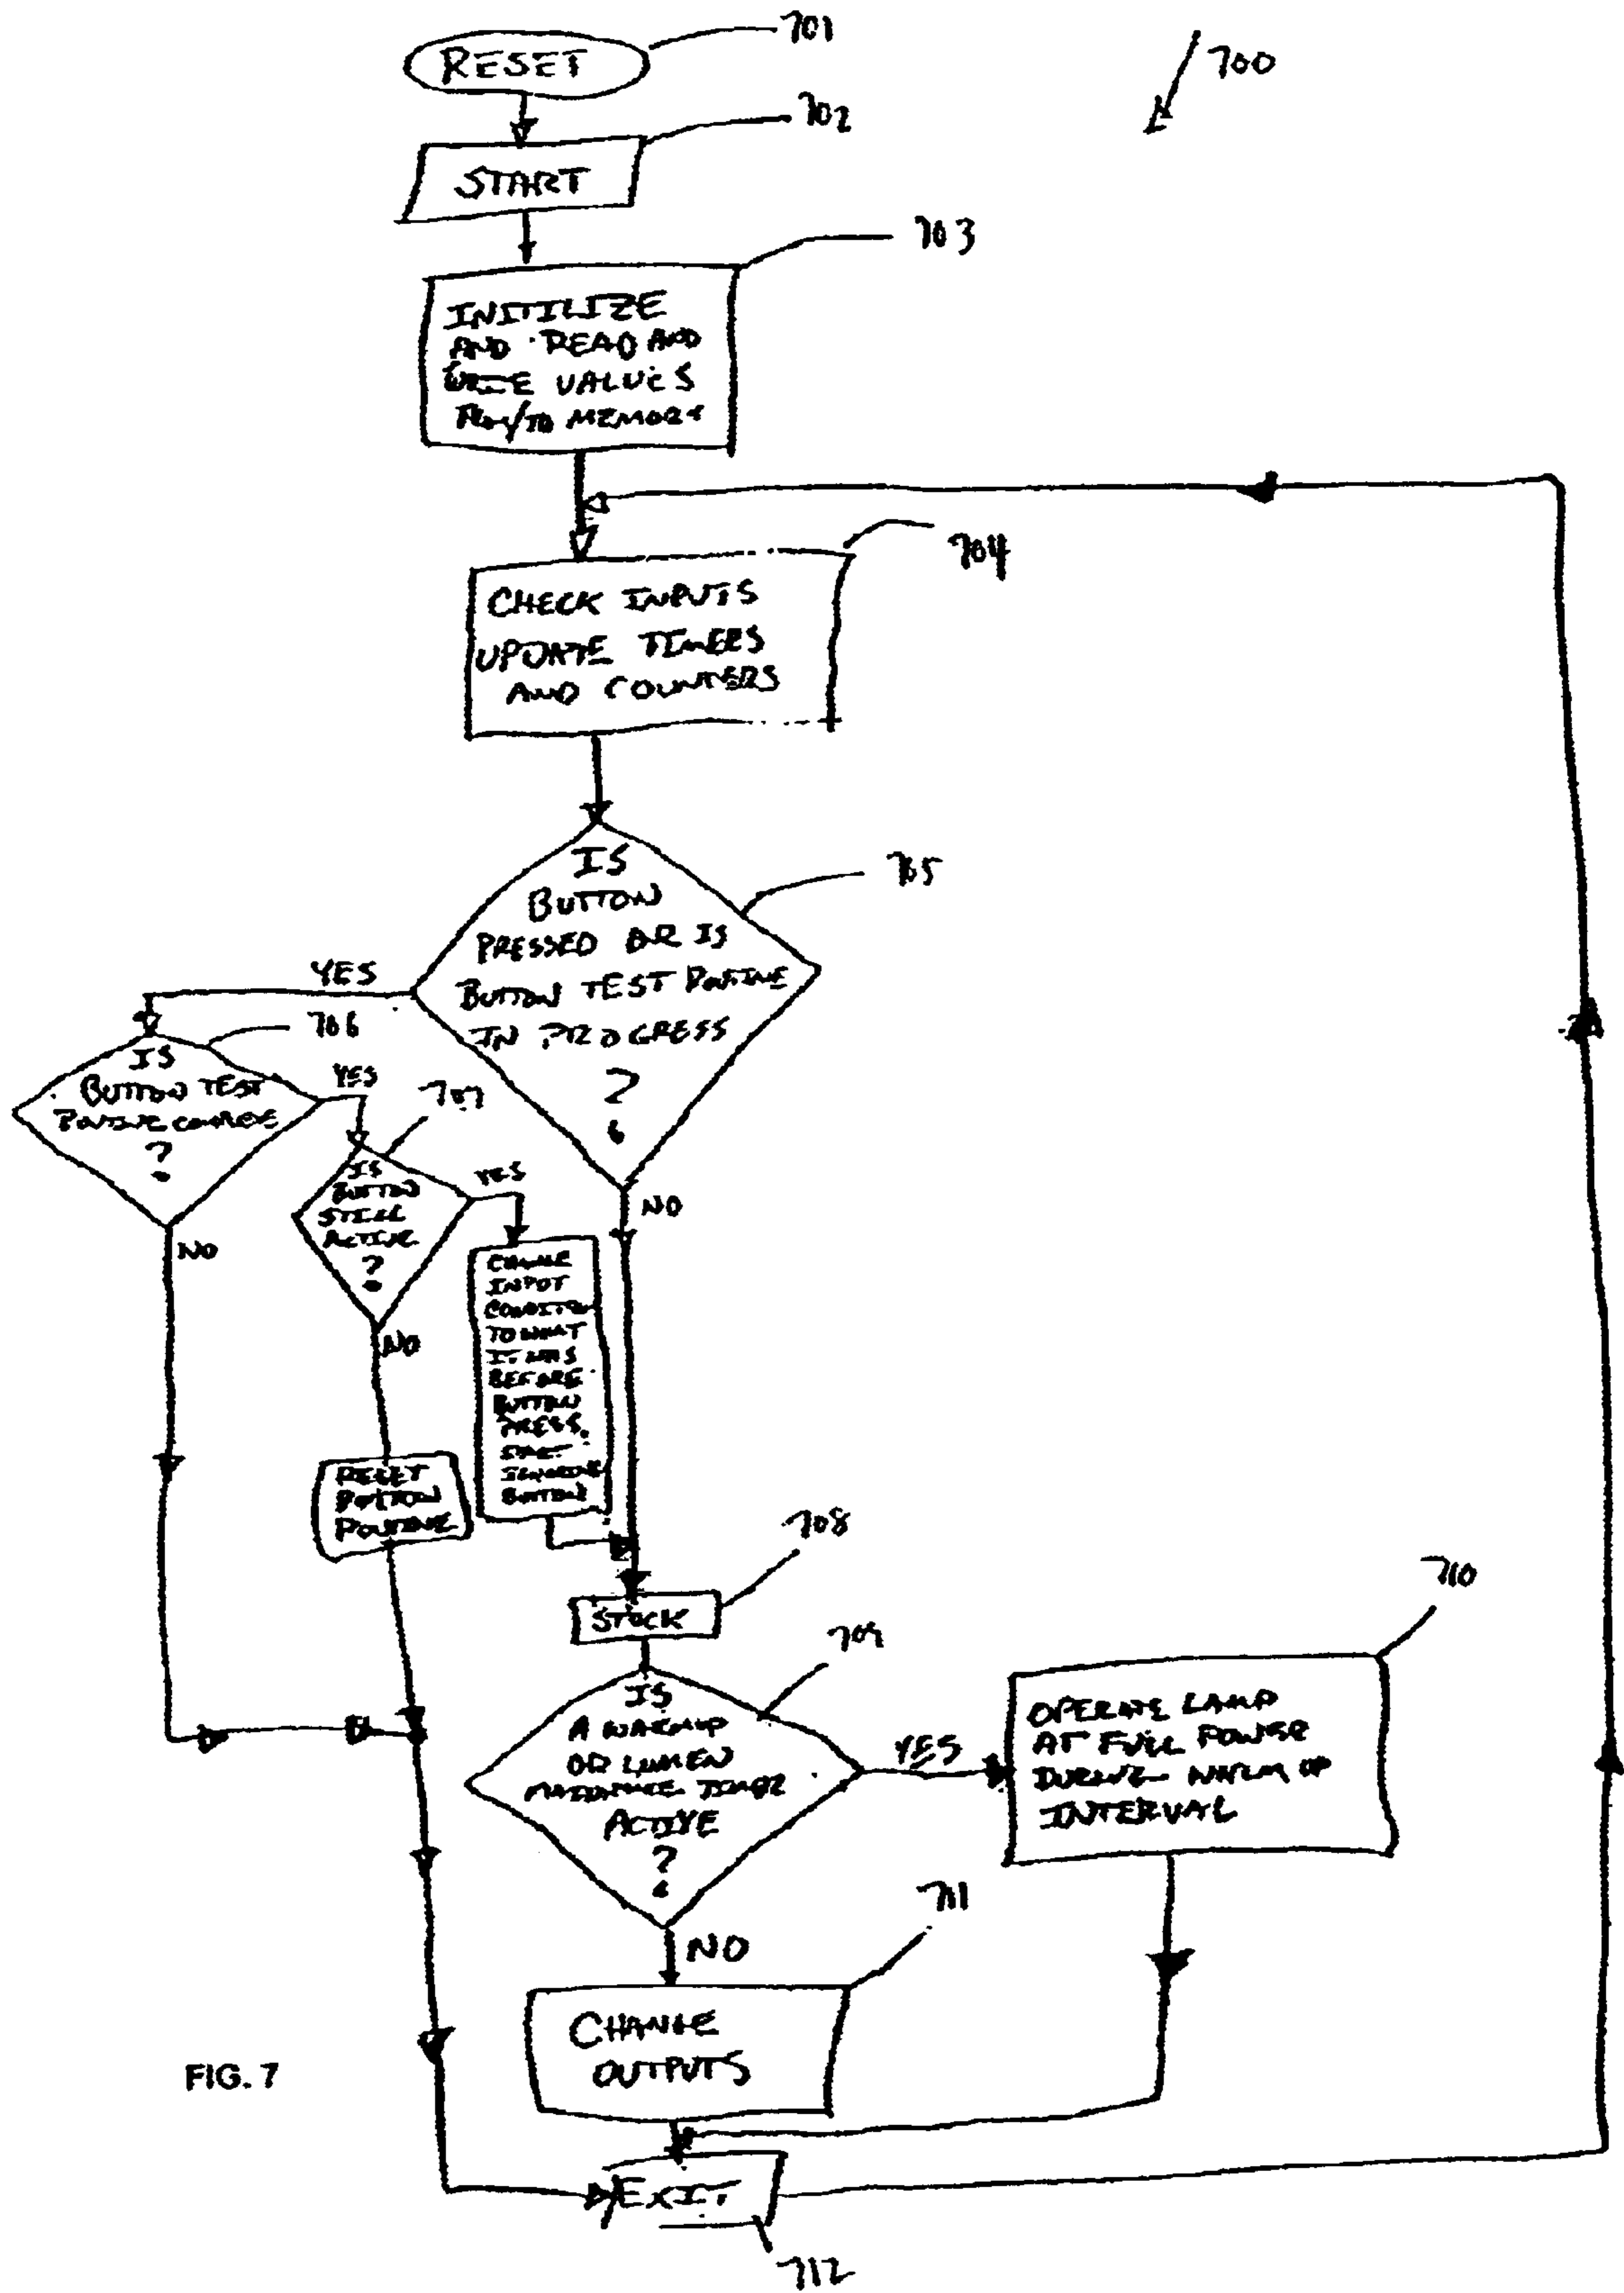 701
RESET
700
702
START
703
INITILIZE
AND READ AND
WRITE VALUES
FROM/TO MEMORY
704
CHECK INPUTS
UPDATE TIMERS
AND COUNTERS
705
IS
BUTTON
PRESSED OR IS
BUTTON TEST ROUTINE
IN PROGRESS
?
YES
706
IS
BUTTON TEST
ROUTINE COMPLETE
?
YES
707
IS
BUTTON
STILL
ACTIVE
?
YES
NO
NO
NO
CHANGE
INPUT
CONDITION
TO WHAT
IT WAS
BEFORE
BUTTON
PRESS.
START
IGNORING
BUTTON
RESET
BUTTON
ROUTINE
708
STOCK
709
IS
A WARMUP
OR LUMEN
TIMER
ACTIVE
?
YES
710
OPERATE LAMP
AT FULL POWER
DURING WARM UP
INTERVAL
NO
711
CHANGE
OUTPUTS
FIG. 7
EXIT
712